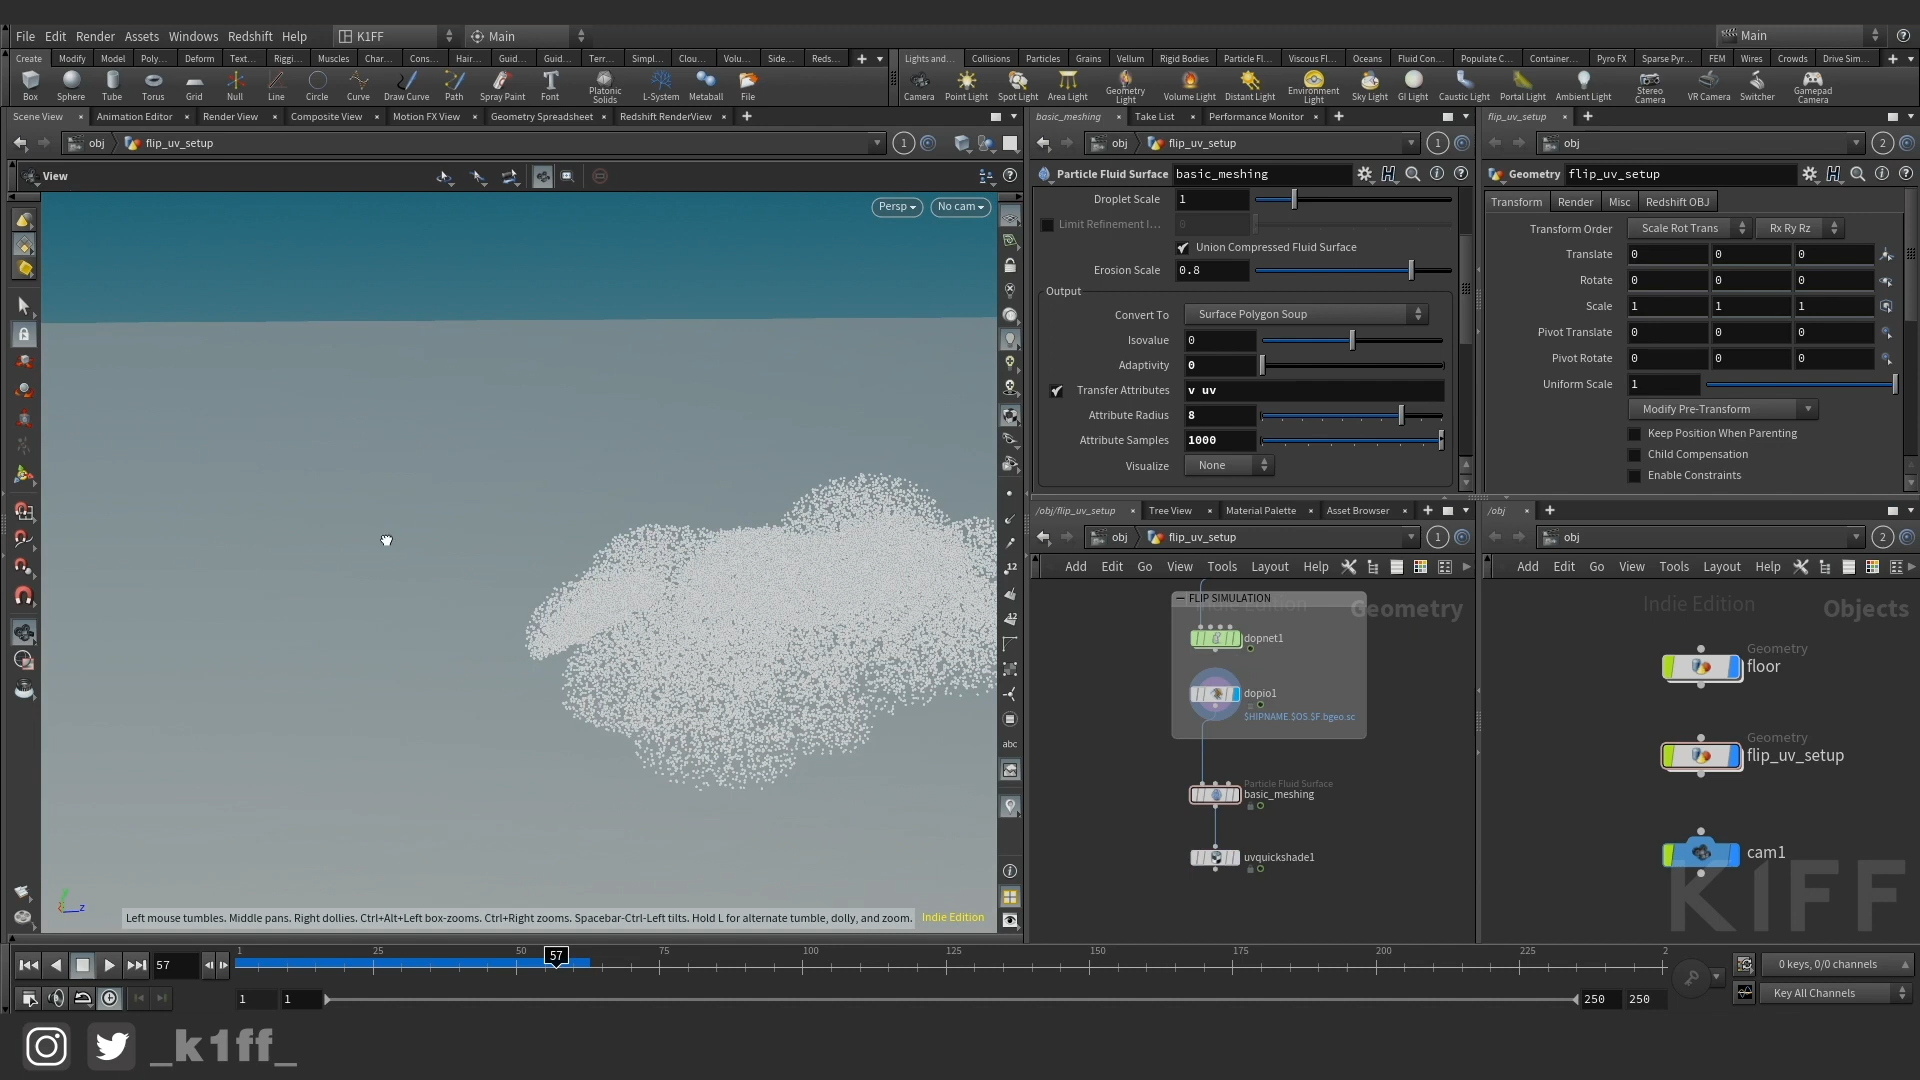 File Edit Render Assets Windows Redshift Help K1FF Main Main
Create Modify Model Poly... Deform Text... Riggi... Muscles Char... Cons... Hair... Guid... Guid... Terr... Simpl... Clou... Volu... Side... Reds...
Lights and... Collisions Particles Grains Vellum Rigid Bodies Particle Fl... Viscous Fl... Oceans Fluid Con... Populate C... Container... Pyro FX Sparse Pyr... FEM Wires Crowds Drive Sim...
Box Sphere Tube Torus Grid Null Line Circle Curve Draw Curve Path Spray Paint Font Platonic Solids L-System Metaball File
Camera Point Light Spot Light Area Light Geometry Light Volume Light Distant Light Environment Light Sky Light GI Light Caustic Light Portal Light Ambient Light Stereo Camera VR Camera Switcher Gamepad Camera
Scene View Animation Editor Render View Composite View Motion FX View Geometry Spreadsheet Redshift RenderView
obj flip_uv_setup 1
View
Persp No cam
12
12
abc
Left mouse tumbles. Middle pans. Right dollies. Ctrl+Alt+Left box-zooms. Ctrl+Right zooms. Spacebar-Ctrl-Left tilts. Hold L for alternate tumble, dolly, and zoom. Indie Edition
z
basic_meshing Take List Performance Monitor
obj flip_uv_setup 1
Particle Fluid Surface basic_meshing
Droplet Scale 1
Limit Refinement I... 0
Union Compressed Fluid Surface
Erosion Scale 0.8
Output
Convert To Surface Polygon Soup
Isovalue 0
Adaptivity 0
Transfer Attributes v uv
Attribute Radius 8
Attribute Samples 1000
Visualize None
flip_uv_setup
obj 2
Geometry flip_uv_setup
Transform Render Misc Redshift OBJ
Transform Order Scale Rot Trans Rx Ry Rz
Translate 0 0 0
Rotate 0 0 0
Scale 1 1 1
Pivot Translate 0 0 0
Pivot Rotate 0 0 0
Uniform Scale 1
Modify Pre-Transform
Keep Position When Parenting
Child Compensation
Enable Constraints
/obj/flip_uv_setup Tree View Material Palette Asset Browser
obj flip_uv_setup 1
Add Edit Go View Tools Layout Help
Indie Edition Geometry
FLIP SIMULATION
dopnet1
dopio1
$HIPNAME.$OS.$F.bgeo.sc
Particle Fluid Surface
basic_meshing
uvquickshade1
/obj
obj 2
Add Edit Go View Tools Layout Help
Indie Edition Objects
Geometry
floor
Geometry
flip_uv_setup
cam1
K1FF
57 1 25 50 57 75 100 125 150 175 200 225 2
0 keys, 0/0 channels
1 1 250 250
Key All Channels
_k1ff_